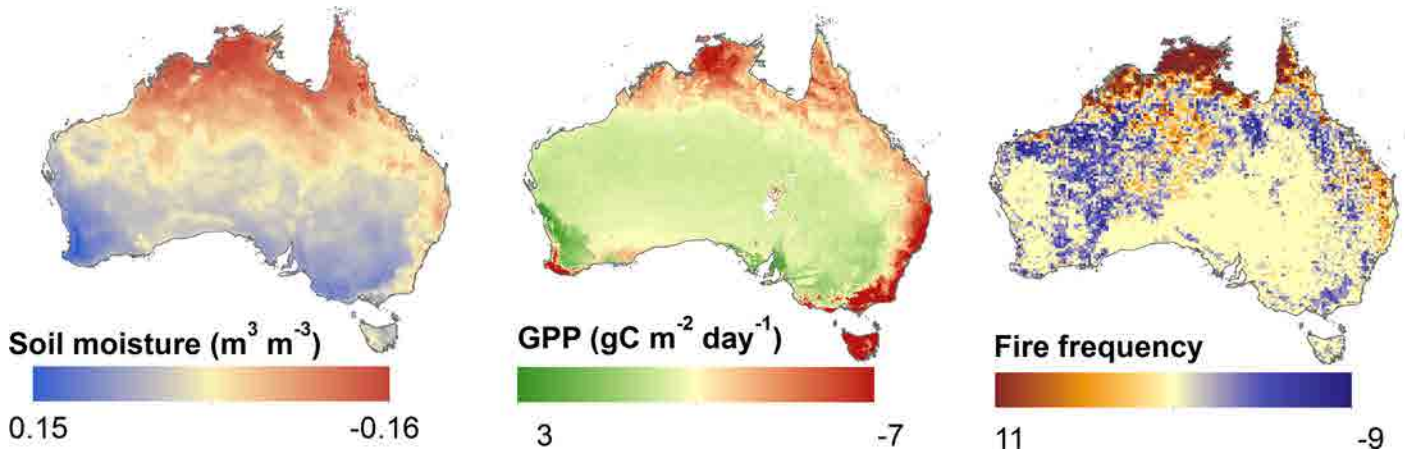 Soil moisture (m³ m⁻³)
0.15 -0.16
GPP (gC m⁻² day⁻¹)
3 -7
Fire frequency
11 -9